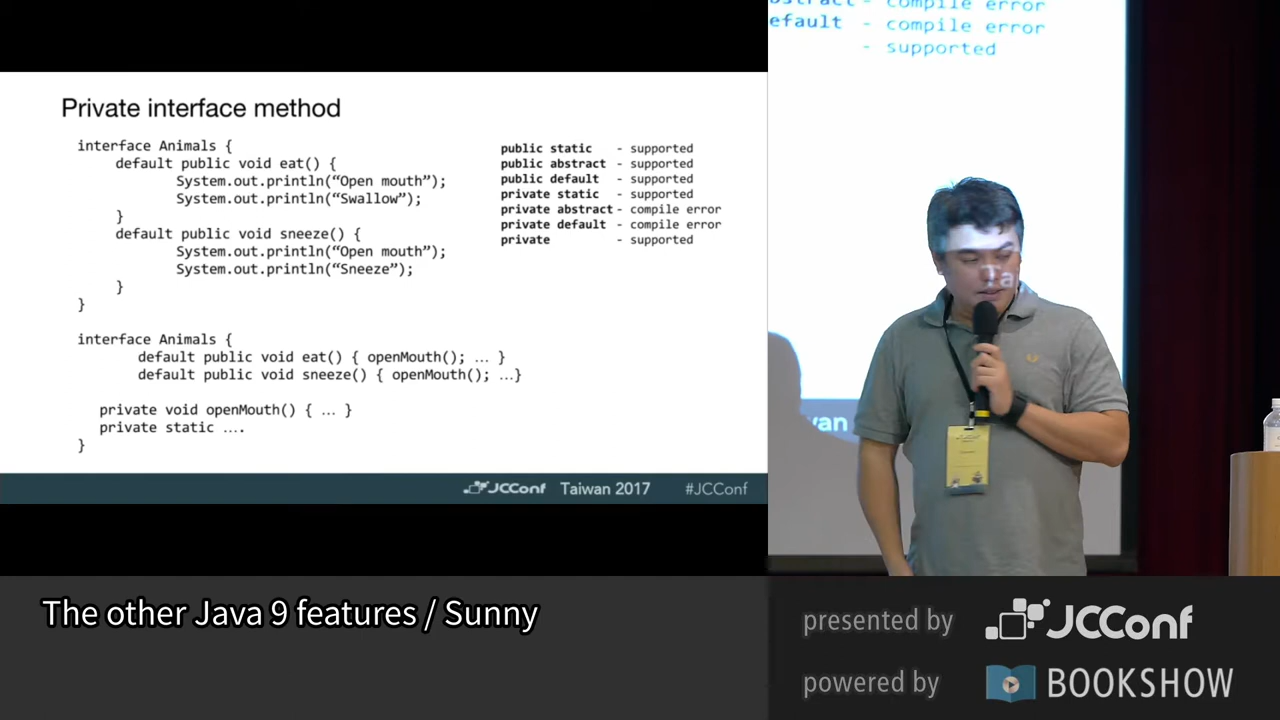 Private interface method
interface Animals {
default public void eat() {
System.out.println(“Open mouth”);
System.out.println(“Swallow”);
}
default public void sneeze() {
System.out.println(“Open mouth”);
System.out.println(“Sneeze”);
}
}
interface Animals {
default public void eat() { openMouth(); … }
default public void sneeze() { openMouth(); …}
private void openMouth() { … }
private static ….
}
public static - supported
public abstract - supported
public default - supported
private static - supported
private abstract - compile error
private default - compile error
private - supported
JCConf Taiwan 2017 #JCConf
- compile error
efault - compile error
- supported
wan
The other Java 9 features / Sunny
presented by JCConf
powered by BOOKSHOW